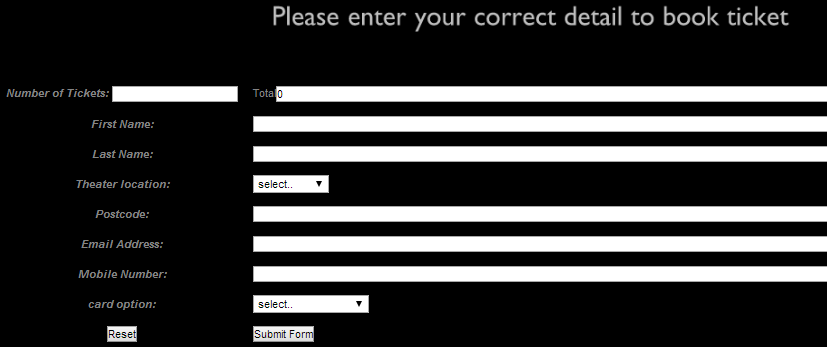 Please enter your correct detail to book ticket
Number of Tickets: Total 0
First Name:
Last Name:
Theater location: select..
Postcode:
Email Address:
Mobile Number:
card option: select..
Reset Submit Form